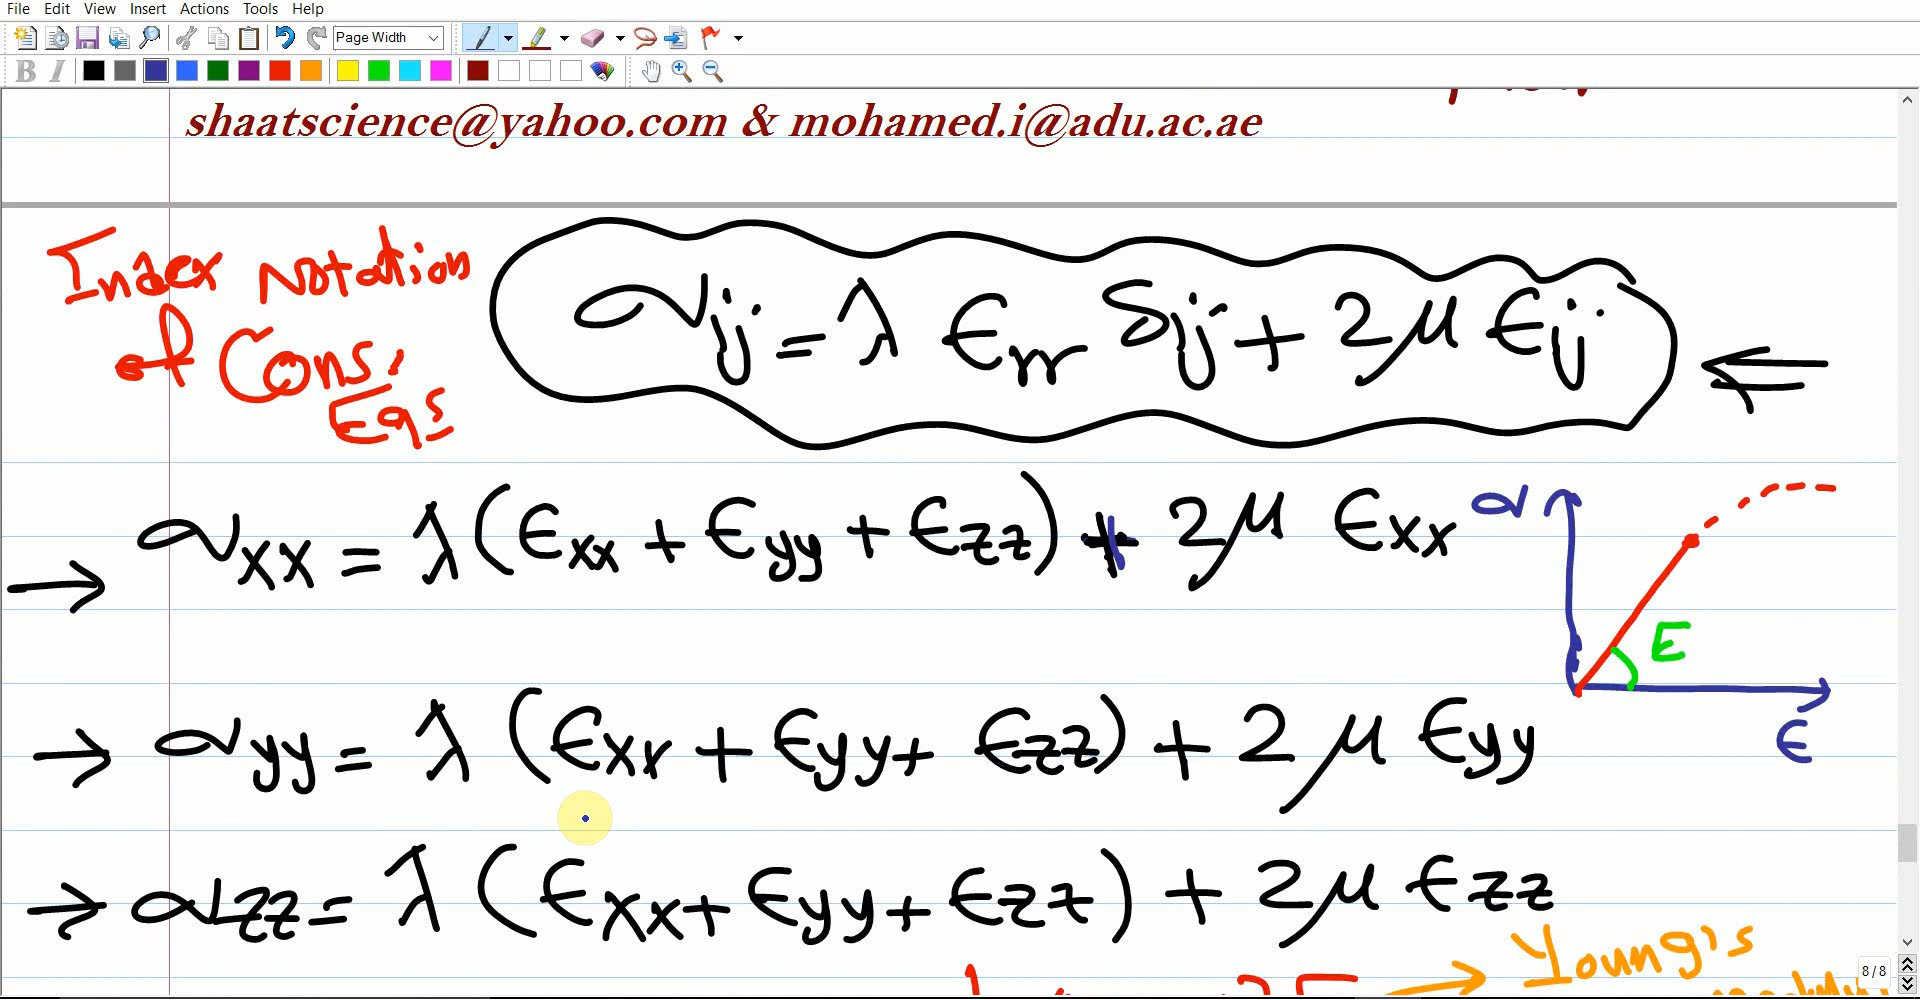 File Edit View Insert Actions Tools Help
Page Width
B I
shaatscience@yahoo.com & mohamed.i@adu.ac.ae
Index Notation
of Cons.
Eqs
σij = λ ϵrr δij + 2μ ϵij
σxx = λ (ϵxx + ϵyy + ϵzz) + 2μ ϵxx
σ
E
ϵ
σyy = λ (ϵxx + ϵyy + ϵzz) + 2μ ϵyy
σzz = λ (ϵxx + ϵyy + ϵzz) + 2μ ϵzz
Young's
8 / 8